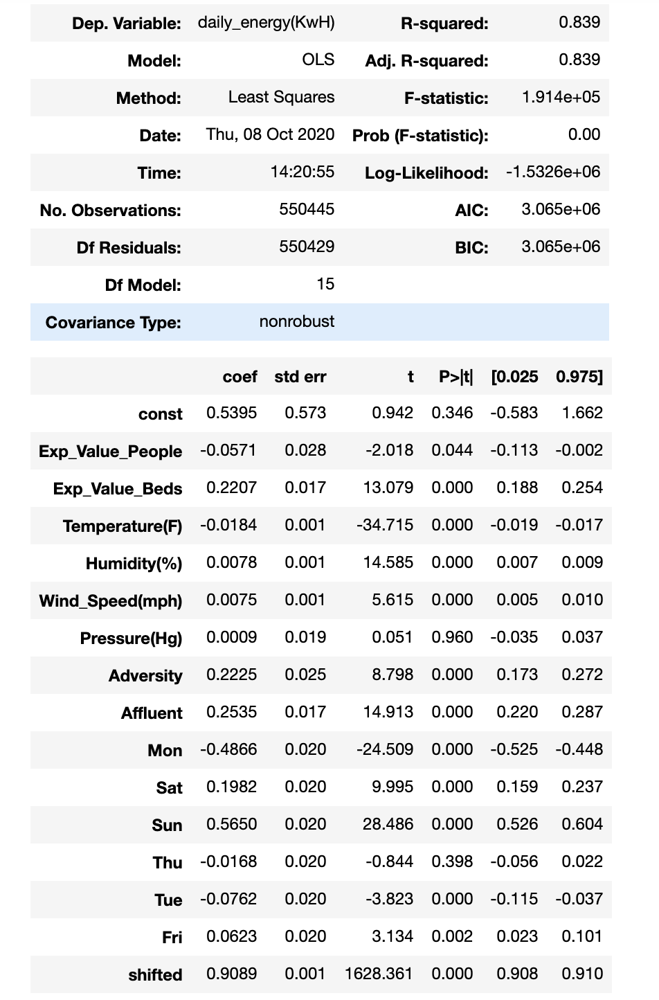 Dep. Variable: daily_energy(KwH) R-squared: 0.839
Model: OLS Adj. R-squared: 0.839
Method: Least Squares F-statistic: 1.914e+05
Date: Thu, 08 Oct 2020 Prob (F-statistic): 0.00
Time: 14:20:55 Log-Likelihood: -1.5326e+06
No. Observations: 550445 AIC: 3.065e+06
Df Residuals: 550429 BIC: 3.065e+06
Df Model: 15
Covariance Type: nonrobust
coef std err t P>|t| [0.025 0.975]
const 0.5395 0.573 0.942 0.346 -0.583 1.662
Exp_Value_People -0.0571 0.028 -2.018 0.044 -0.113 -0.002
Exp_Value_Beds 0.2207 0.017 13.079 0.000 0.188 0.254
Temperature(F) -0.0184 0.001 -34.715 0.000 -0.019 -0.017
Humidity(%) 0.0078 0.001 14.585 0.000 0.007 0.009
Wind_Speed(mph) 0.0075 0.001 5.615 0.000 0.005 0.010
Pressure(Hg) 0.0009 0.019 0.051 0.960 -0.035 0.037
Adversity 0.2225 0.025 8.798 0.000 0.173 0.272
Affluent 0.2535 0.017 14.913 0.000 0.220 0.287
Mon -0.4866 0.020 -24.509 0.000 -0.525 -0.448
Sat 0.1982 0.020 9.995 0.000 0.159 0.237
Sun 0.5650 0.020 28.486 0.000 0.526 0.604
Thu -0.0168 0.020 -0.844 0.398 -0.056 0.022
Tue -0.0762 0.020 -3.823 0.000 -0.115 -0.037
Fri 0.0623 0.020 3.134 0.002 0.023 0.101
shifted 0.9089 0.001 1628.361 0.000 0.908 0.910